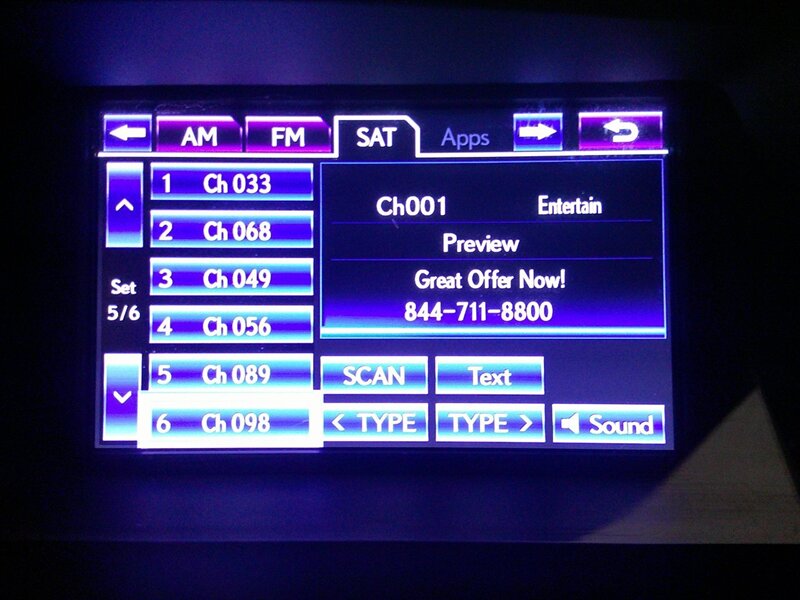 AM FM SAT Apps
1 Ch 033
2 Ch 068
3 Ch 049
4 Ch 056
5 Ch 089
6 Ch 098
Set
5/6
Ch001 Entertain
Preview
Great Offer Now!
844-711-8800
SCAN Text
< TYPE TYPE > Sound